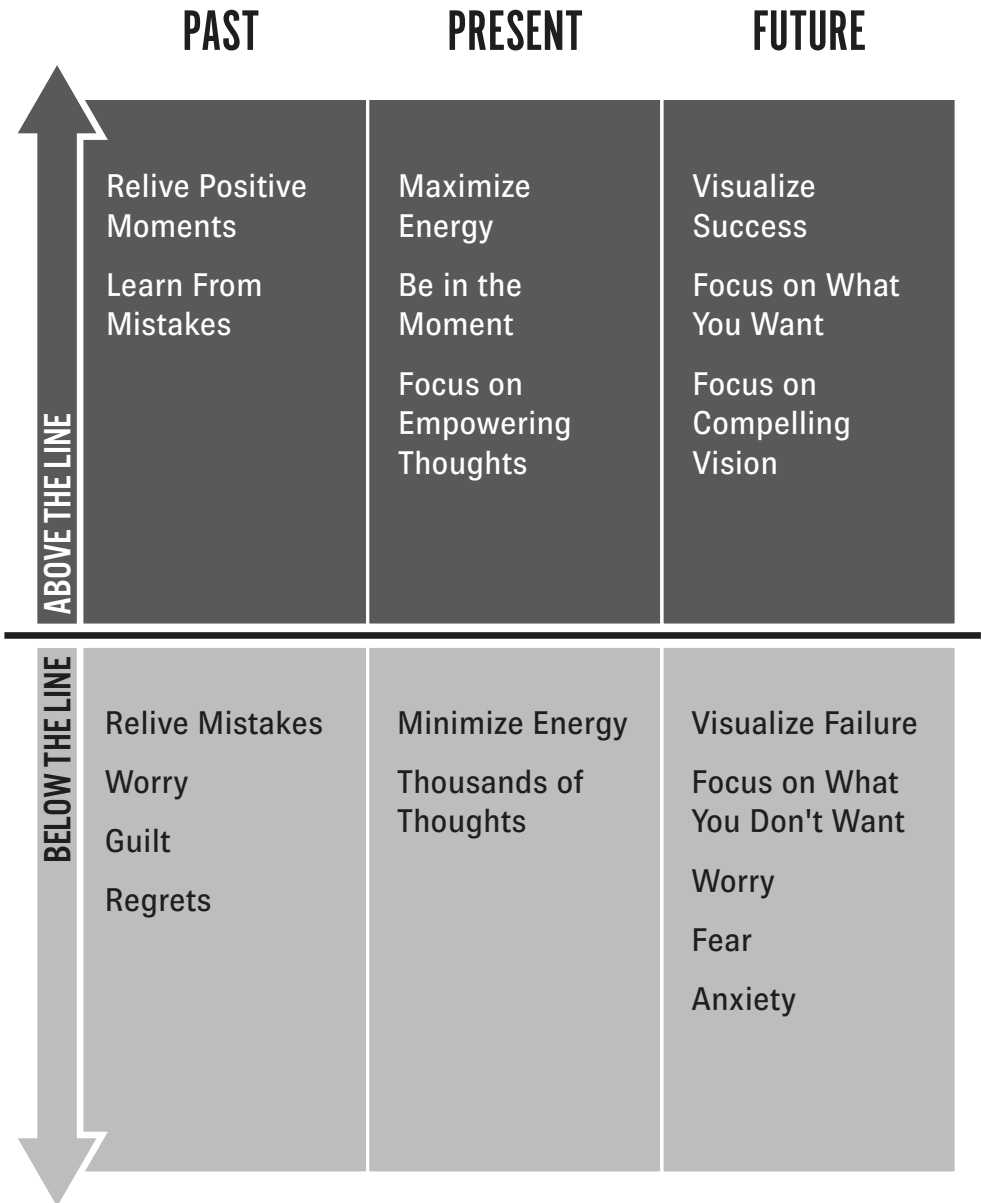 PAST
PRESENT
FUTURE
ABOVE THE LINE
Relive Positive
Moments
Learn From
Mistakes
Maximize
Energy
Be in the
Moment
Focus on
Empowering
Thoughts
Visualize
Success
Focus on What
You Want
Focus on
Compelling
Vision
BELOW THE LINE
Relive Mistakes
Worry
Guilt
Regrets
Minimize Energy
Thousands of
Thoughts
Visualize Failure
Focus on What
You Don't Want
Worry
Fear
Anxiety